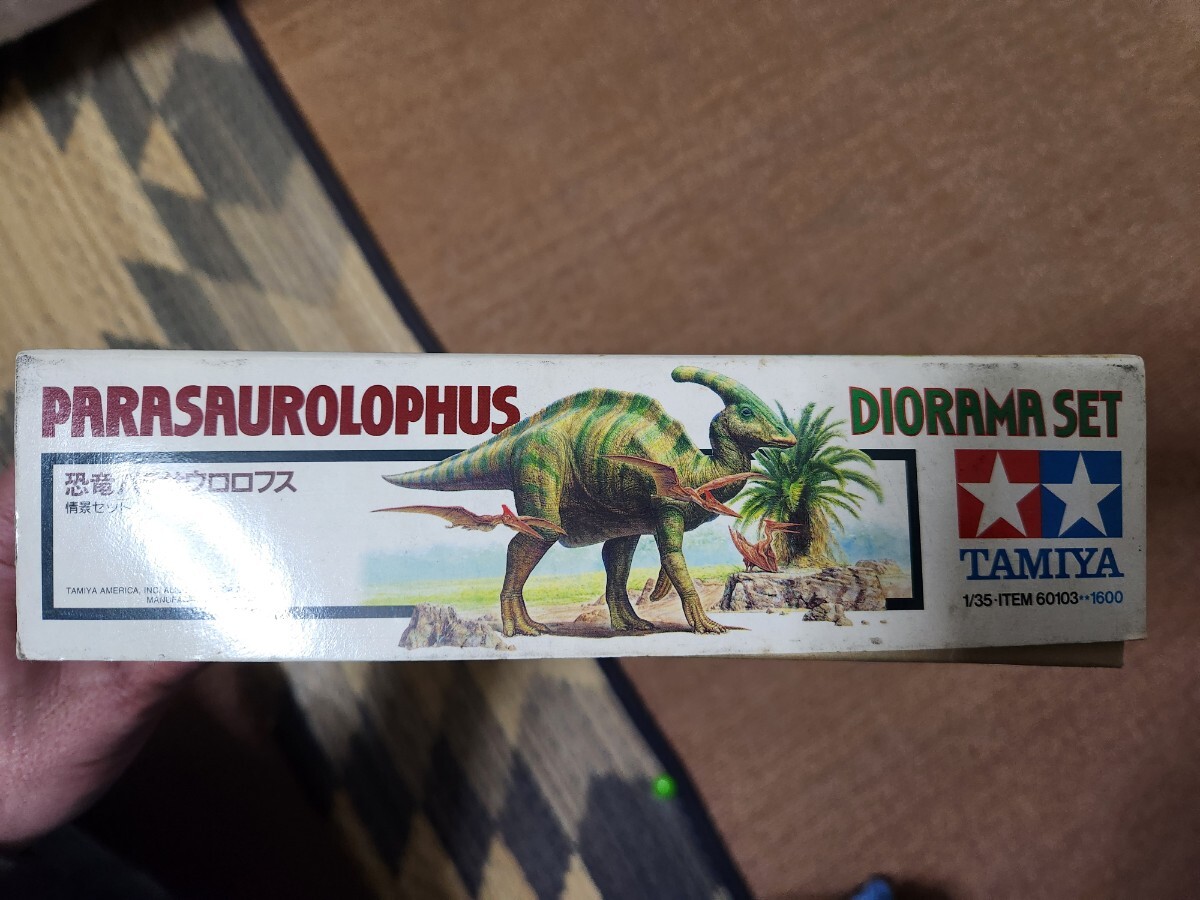 PARASAUROLOPHUS
DIORAMA SET
恐竜パラサウロロフス
情景セット
TAMIYA AMERICA, INC.
MANUFA
TAMIYA
1/35·ITEM 60103**1600